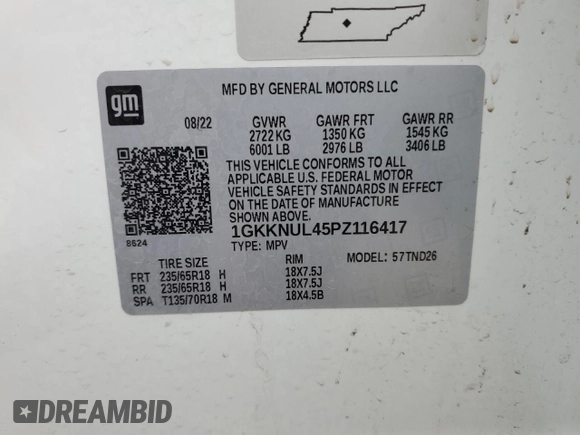 gm
MFD BY GENERAL MOTORS LLC
08/22 GVWR GAWR FRT GAWR RR
2722 KG 1350 KG 1545 KG
6001 LB 2976 LB 3406 LB
THIS VEHICLE CONFORMS TO ALL
APPLICABLE U.S. FEDERAL MOTOR
VEHICLE SAFETY STANDARDS IN EFFECT
ON THE DATE OF MANUFACTURE
SHOWN ABOVE.
8624
1GKKNUL45PZ116417
TYPE: MPV MODEL: 57TND26
TIRE SIZE RIM
FRT 235/65R18 H 18X7.5J
RR 235/65R18 H 18X7.5J
SPA T135/70R18 M 18X4.5B
DREAMBID